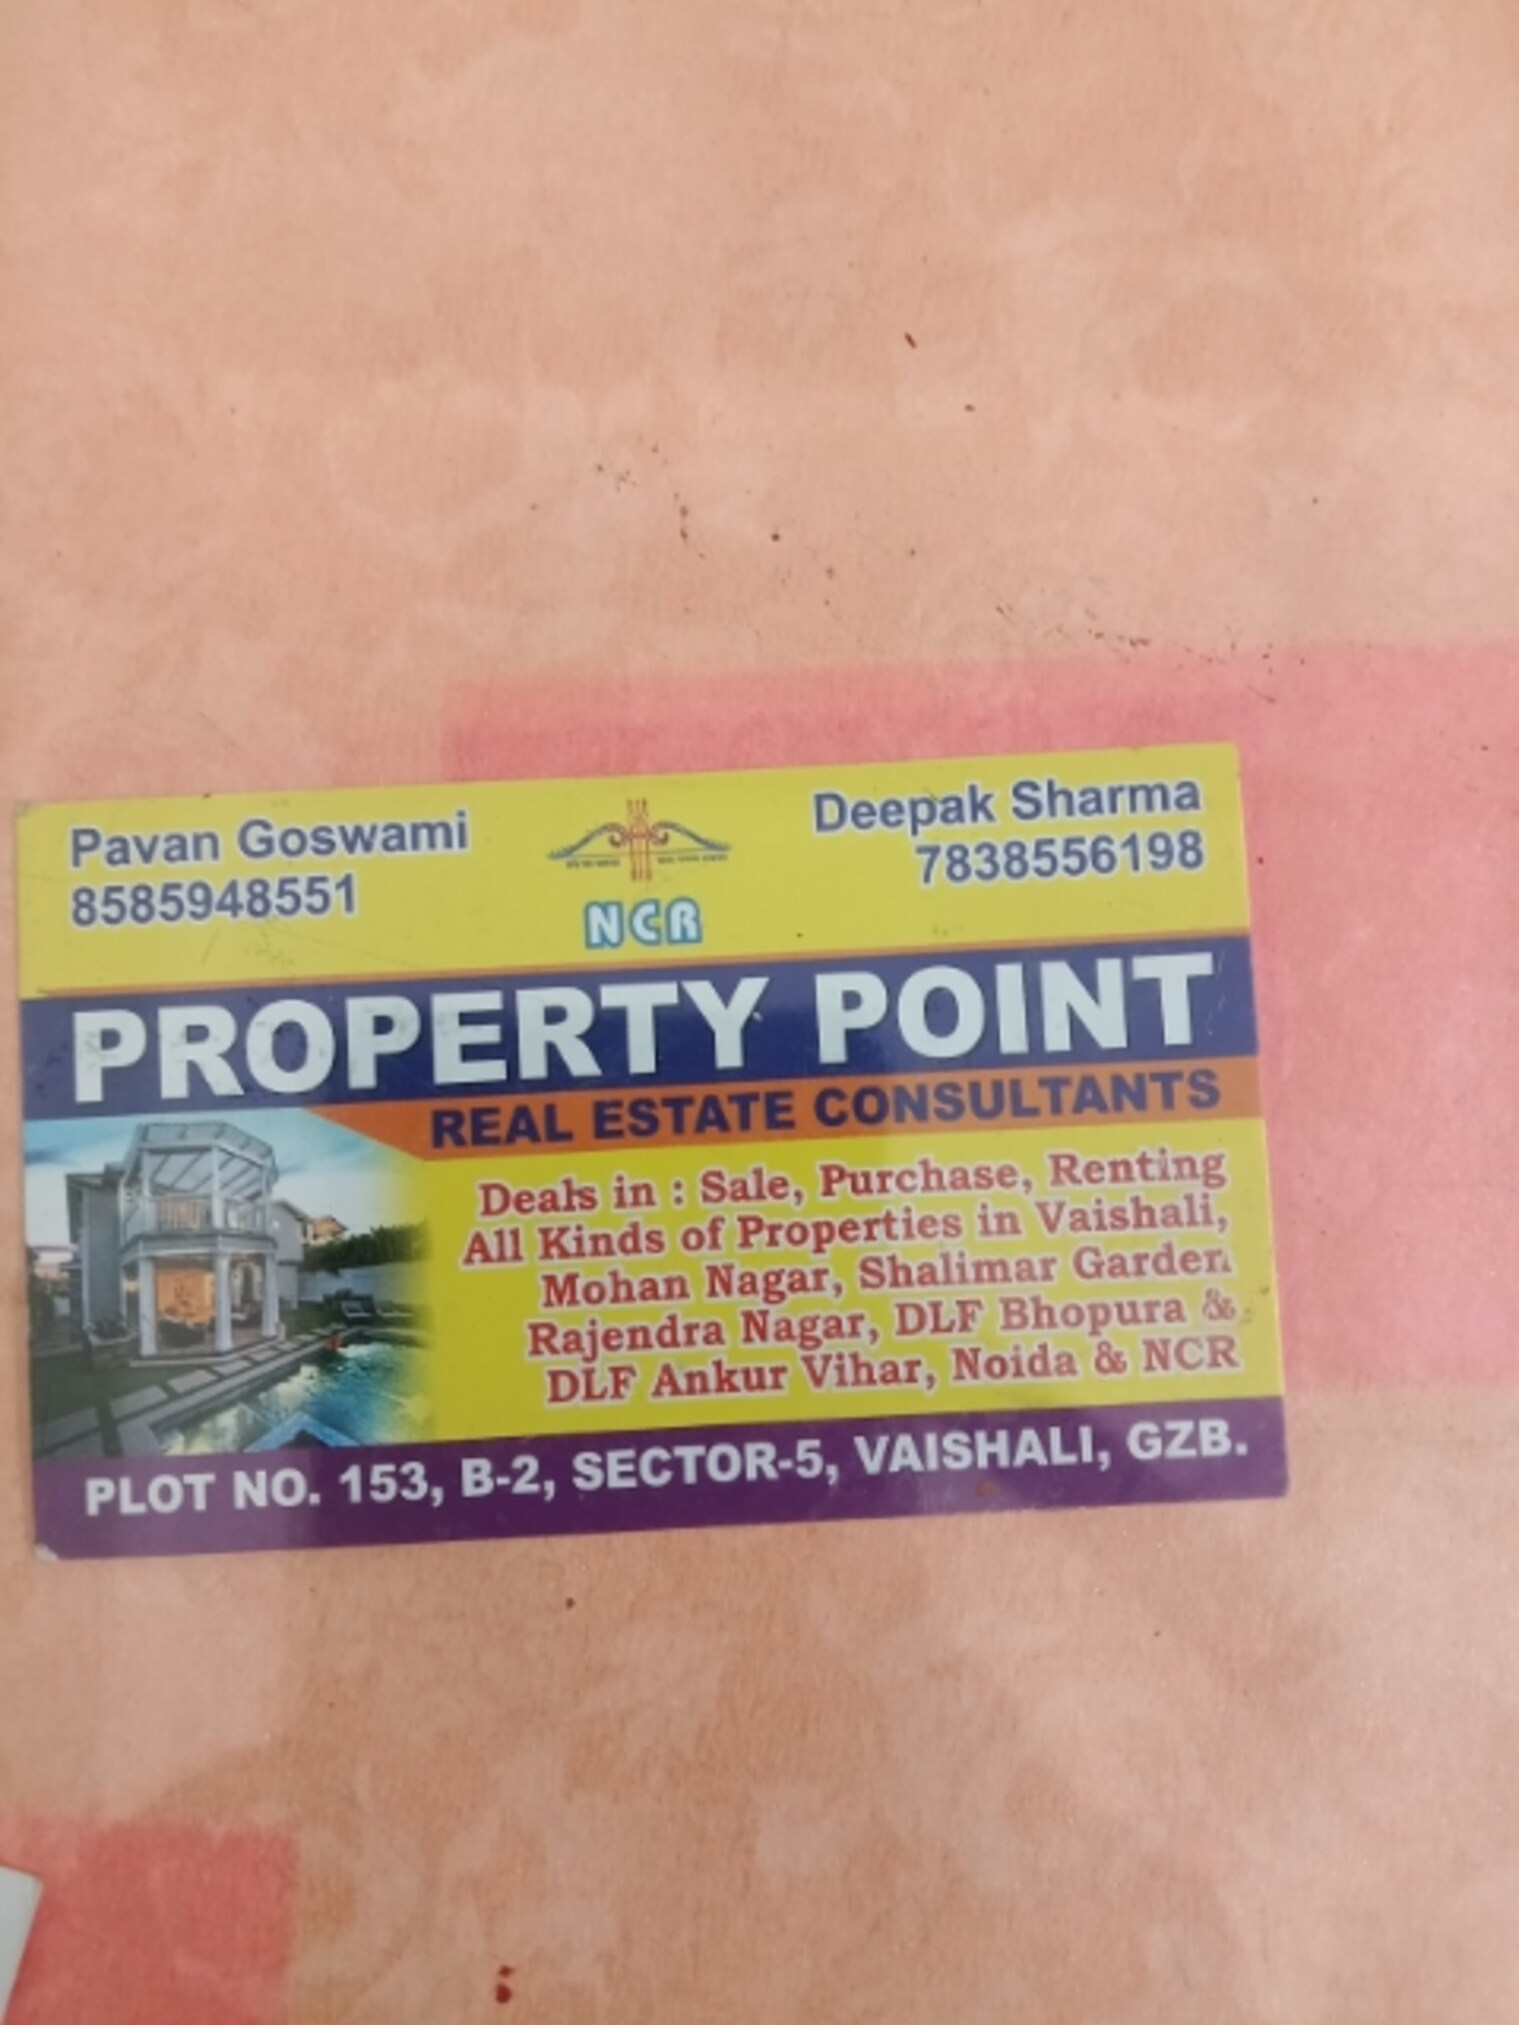 Pavan Goswami
8585948551
Deepak Sharma
7838556198
NCR
PROPERTY POINT
REAL ESTATE CONSULTANTS
Deals in : Sale, Purchase, Renting
All Kinds of Properties in Vaishali,
Mohan Nagar, Shalimar Garden
Rajendra Nagar, DLF Bhopura &
DLF Ankur Vihar, Noida & NCR
PLOT NO. 153, B-2, SECTOR-5, VAISHALI, GZB.